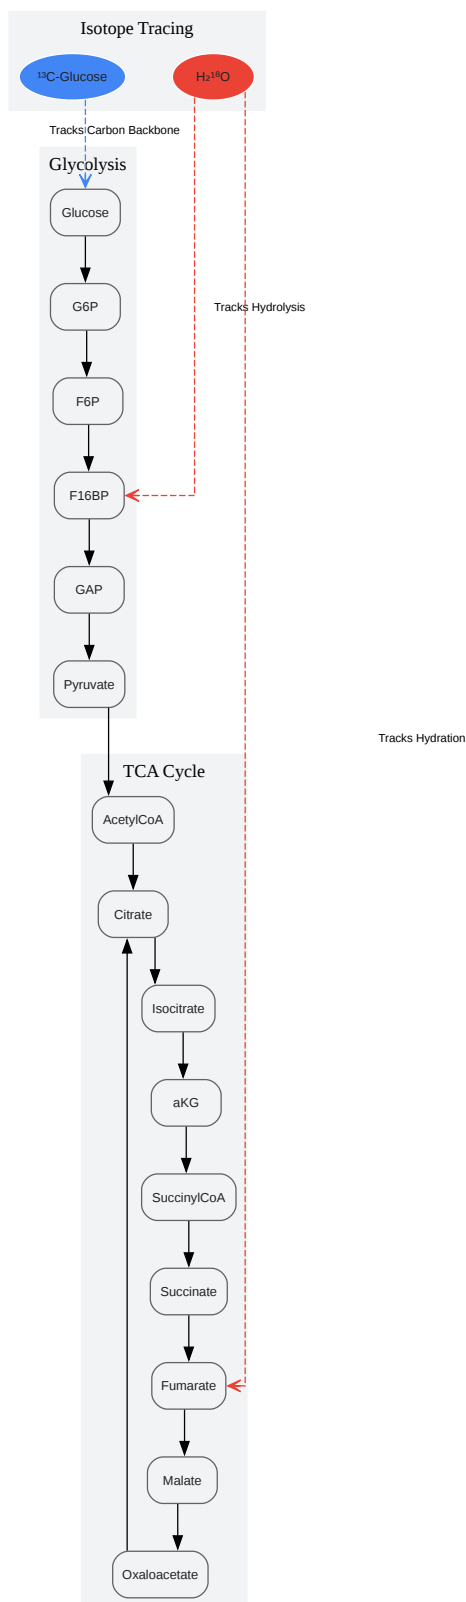 Isotope Tracing
¹³C-Glucose
H₂¹⁸O
Tracks Carbon Backbone
Glycolysis
Glucose
G6P
Tracks Hydrolysis
F6P
F16BP
GAP
Pyruvate
Tracks Hydration
TCA Cycle
AcetylCoA
Citrate
Isocitrate
aKG
SuccinylCoA
Succinate
Fumarate
Malate
Oxaloacetate